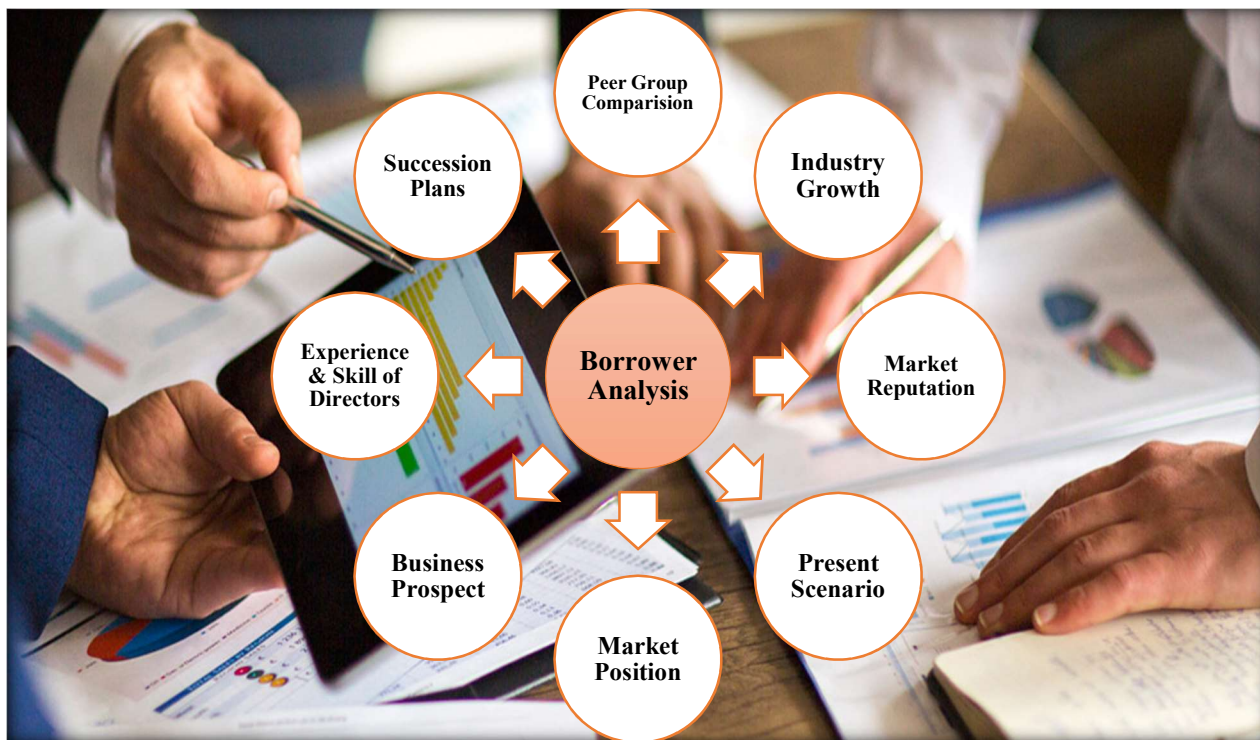 Peer Group
Comparision
Succession
Plans
Industry
Growth
Borrower
Analysis
Experience
& Skill of
Directors
Market
Reputation
Business
Prospect
Present
Scenario
Market
Position